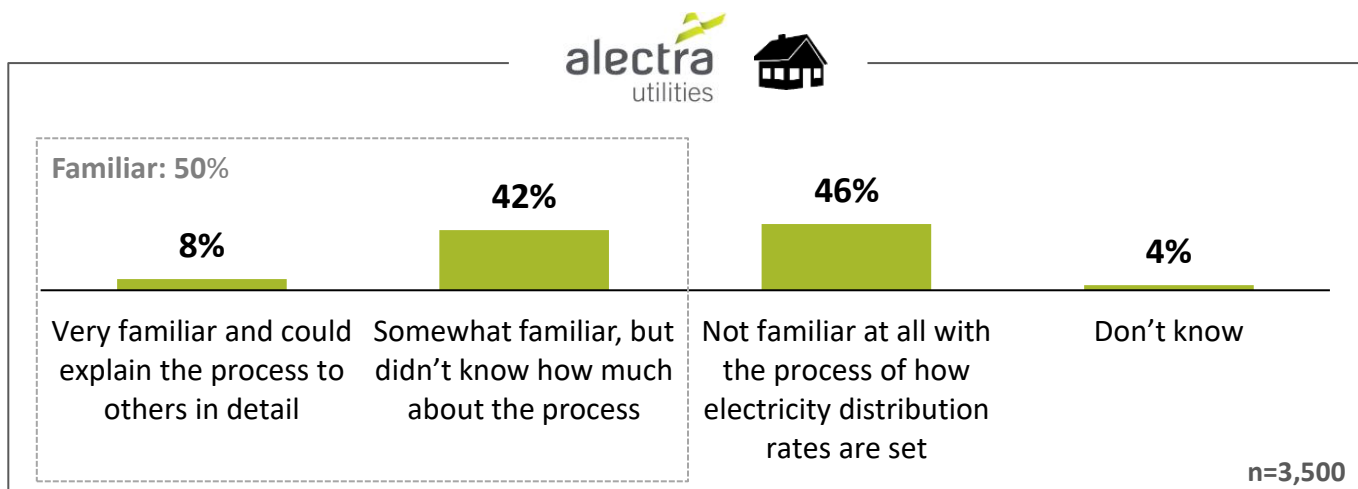 alectra
utilities
Familiar: 50%
8%
42%
46%
4%
Very familiar and could
explain the process to
others in detail
Somewhat familiar, but
didn’t know how much
about the process
Not familiar at all with
the process of how
electricity distribution
rates are set
Don’t know
n=3,500